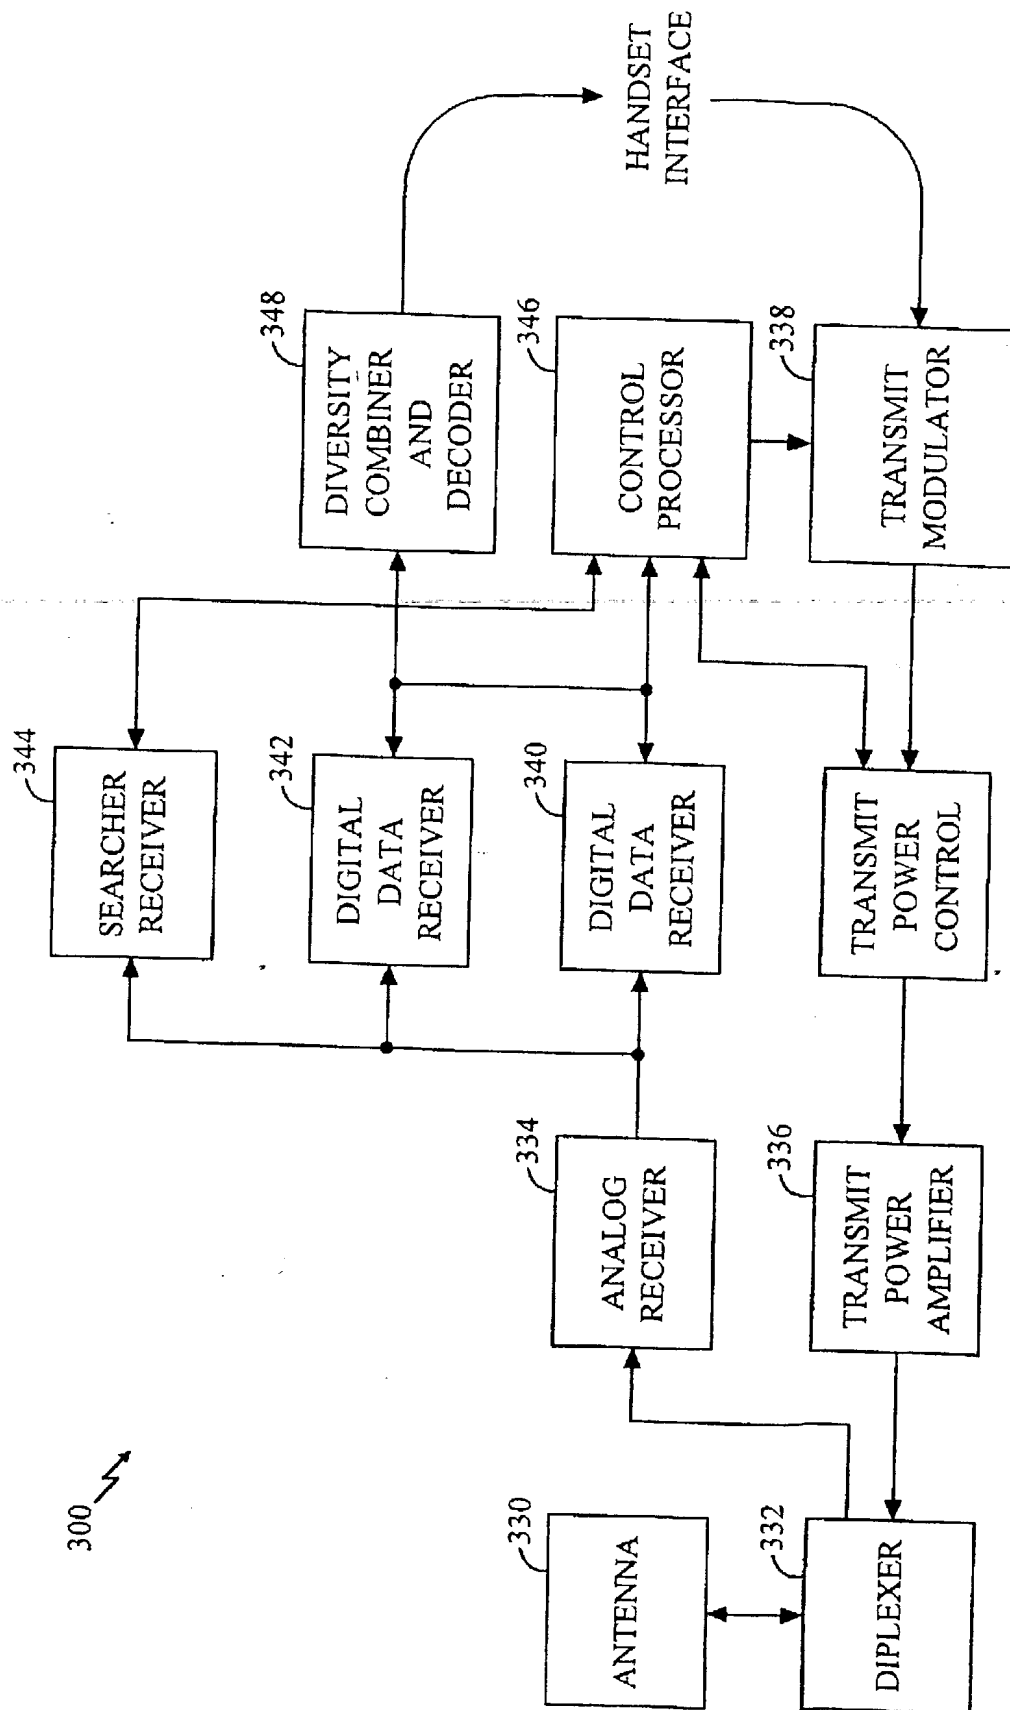 300
344
SEARCHER
RECEIVER
342
DIGITAL
DATA
RECEIVER
348
DIVERSITY
COMBINER
AND
DECODER
334
ANALOG
RECEIVER
340
DIGITAL
DATA
RECEIVER
346
CONTROL
PROCESSOR
HANDSET
INTERFACE
330
ANTENNA
332
DIPLEXER
336
TRANSMIT
POWER
AMPLIFIER
TRANSMIT
POWER
CONTROL
338
TRANSMIT
MODULATOR